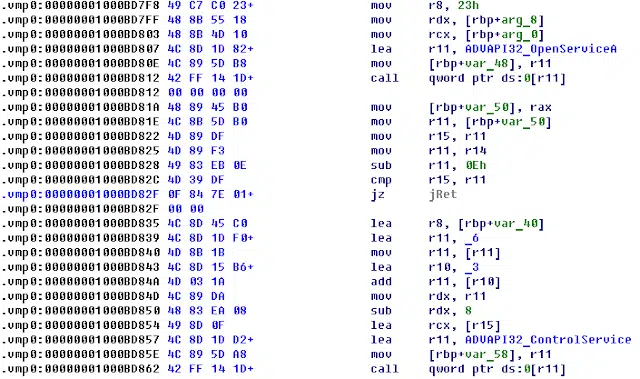 .vmp0:00000001000BD7F8 49 C7 C0 23+ mov r8, 23h
.vmp0:00000001000BD7FF 48 8B 55 18 mov rdx, [rbp+arg_8]
.vmp0:00000001000BD803 48 8B 4D 10 mov rcx, [rbp+arg_0]
.vmp0:00000001000BD807 4C 8D 1D 82+ lea r11, ADVAPI32_OpenServiceA
.vmp0:00000001000BD80E 4C 89 5D B8 mov [rbp+var_48], r11
.vmp0:00000001000BD812 42 FF 14 1D+ call qword ptr ds:0[r11]
.vmp0:00000001000BD812 00 00 00 00
.vmp0:00000001000BD81A 48 89 45 B0 mov [rbp+var_50], rax
.vmp0:00000001000BD81E 4C 8B 5D B0 mov r11, [rbp+var_50]
.vmp0:00000001000BD822 4D 89 DF mov r15, r11
.vmp0:00000001000BD825 4D 89 F3 mov r11, r14
.vmp0:00000001000BD828 49 83 EB 0E sub r11, 0Eh
.vmp0:00000001000BD82C 4D 39 DF cmp r15, r11
.vmp0:00000001000BD82F 0F 84 7E 01+ jz jRet
.vmp0:00000001000BD82F 00 00
.vmp0:00000001000BD835 4C 8D 45 C0 lea r8, [rbp+var_40]
.vmp0:00000001000BD839 4C 8D 1D F0+ lea r11, _6
.vmp0:00000001000BD840 4D 8B 1B mov r11, [r11]
.vmp0:00000001000BD843 4C 8D 15 B6+ lea r10, _3
.vmp0:00000001000BD84A 4D 03 1A add r11, [r10]
.vmp0:00000001000BD84D 4C 89 DA mov rdx, r11
.vmp0:00000001000BD850 48 83 EA 08 sub rdx, 8
.vmp0:00000001000BD854 49 8D 0F lea rcx, [r15]
.vmp0:00000001000BD857 4C 8D 1D D2+ lea r11, ADVAPI32_ControlService
.vmp0:00000001000BD85E 4C 89 5D A8 mov [rbp+var_58], r11
.vmp0:00000001000BD862 42 FF 14 1D+ call qword ptr ds:0[r11]